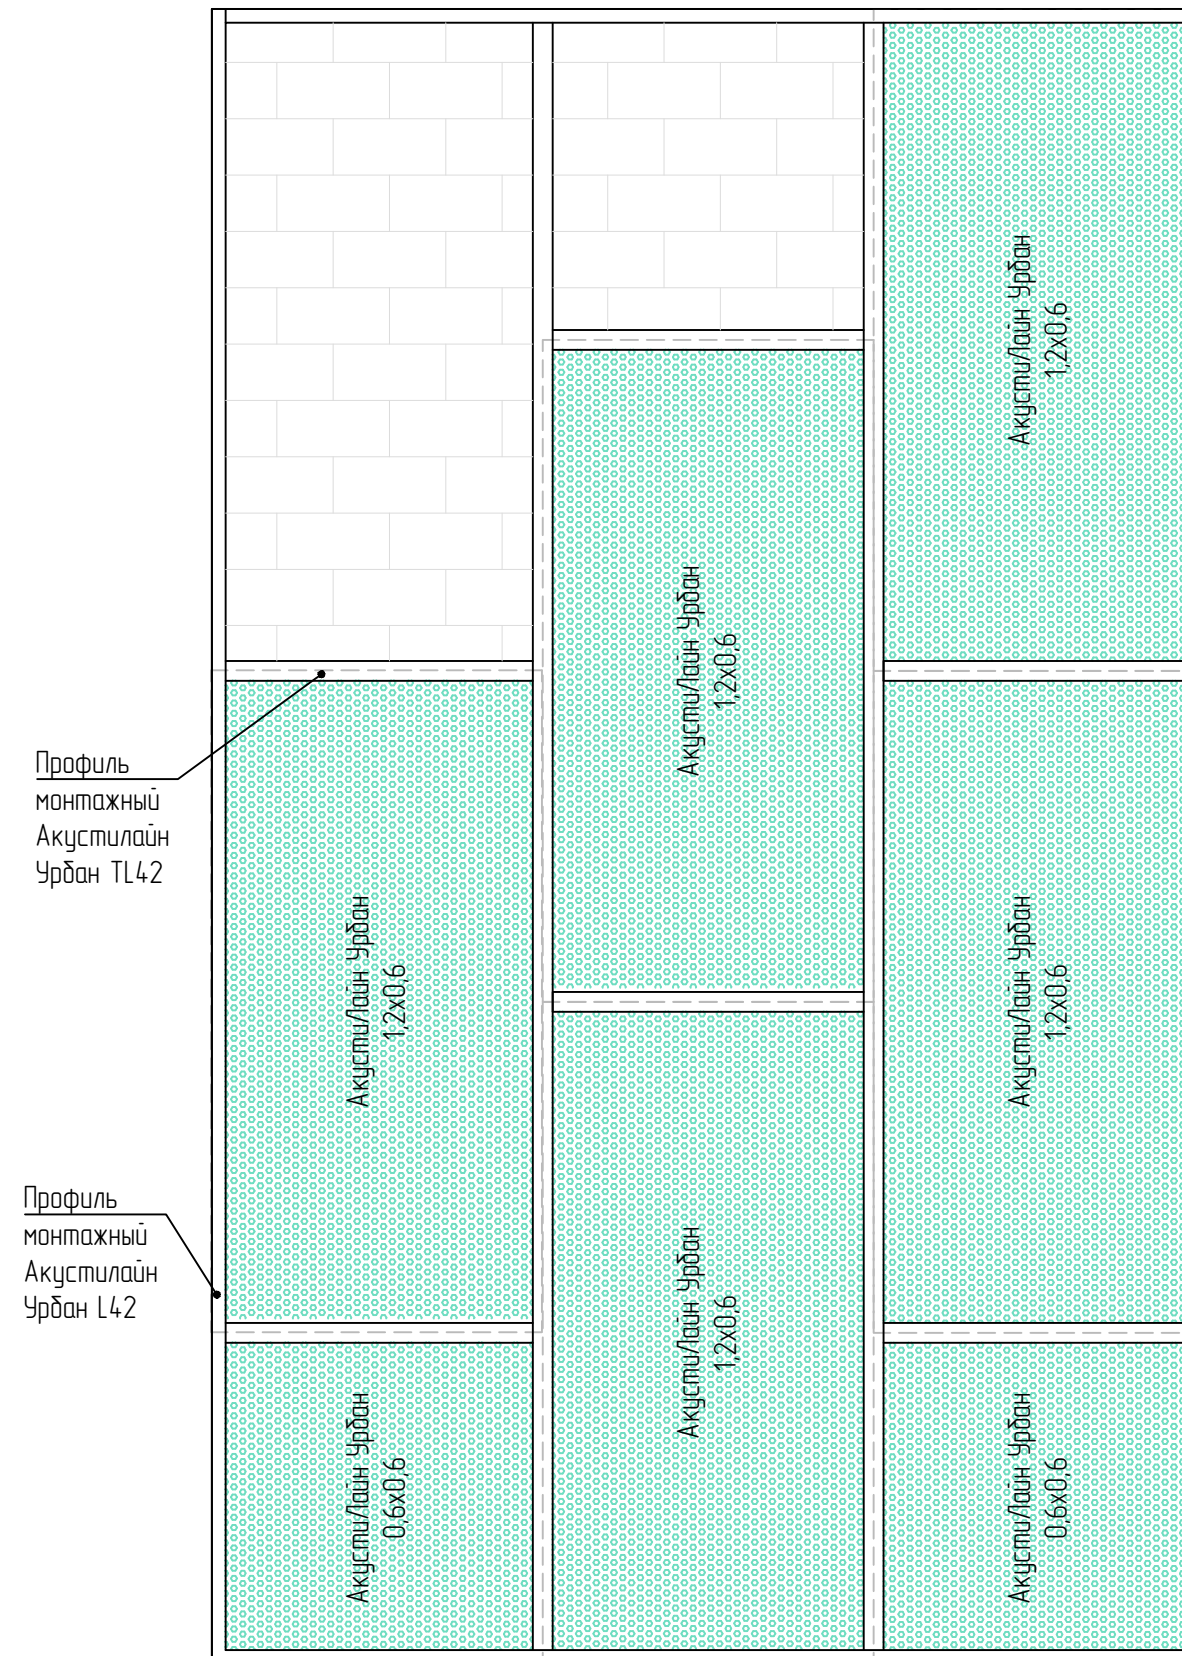 АкустиЛайн Урбан
1,2х0,6
АкустиЛайн Урбан
1,2х0,6
Профиль
монтажный
Акустилайн
Урбан TL42
АкустиЛайн Урбан
1,2х0,6
АкустиЛайн Урбан
1,2х0,6
Профиль
монтажный
Акустилайн
Урбан L42
АкустиЛайн Урбан
1,2х0,6
АкустиЛайн Урбан
0,6х0,6
АкустиЛайн Урбан
0,6х0,6